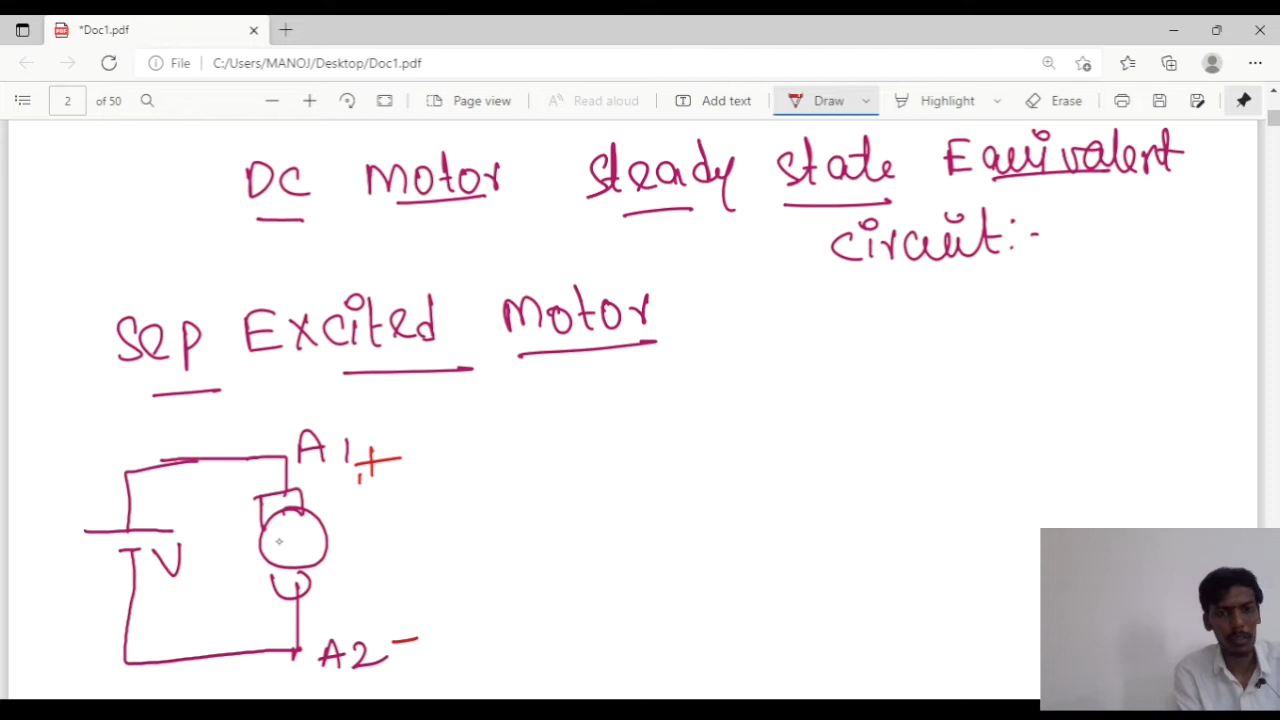 *Doc1.pdf
File C:/Users/MANOJ/Desktop/Doc1.pdf
2 of 50 Page view Read aloud Add text Draw Highlight Erase
DC Motor Steady State Equivalent
circuit:-
Sep Excited Motor
A1+
V
A2-